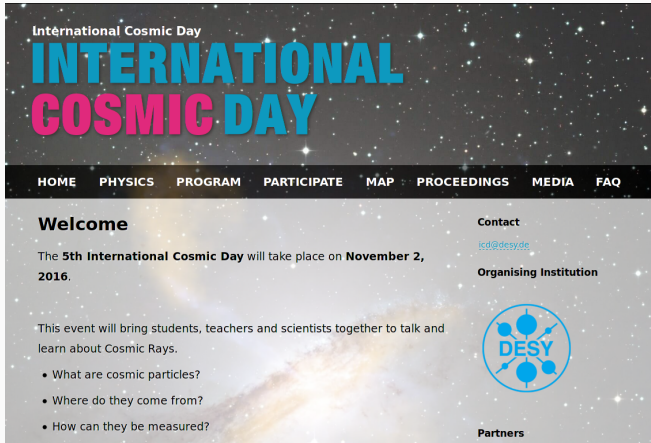 International Cosmic Day
INTERNATIONAL
COSMIC DAY
HOME PHYSICS PROGRAM PARTICIPATE MAP PROCEEDINGS MEDIA FAQ
Welcome
The 5th International Cosmic Day will take place on November 2,
2016.
This event will bring students, teachers and scientists together to talk and
learn about Cosmic Rays.
• What are cosmic particles?
• Where do they come from?
• How can they be measured?
Contact
icd@desy.de
Organising Institution
DESY
Partners